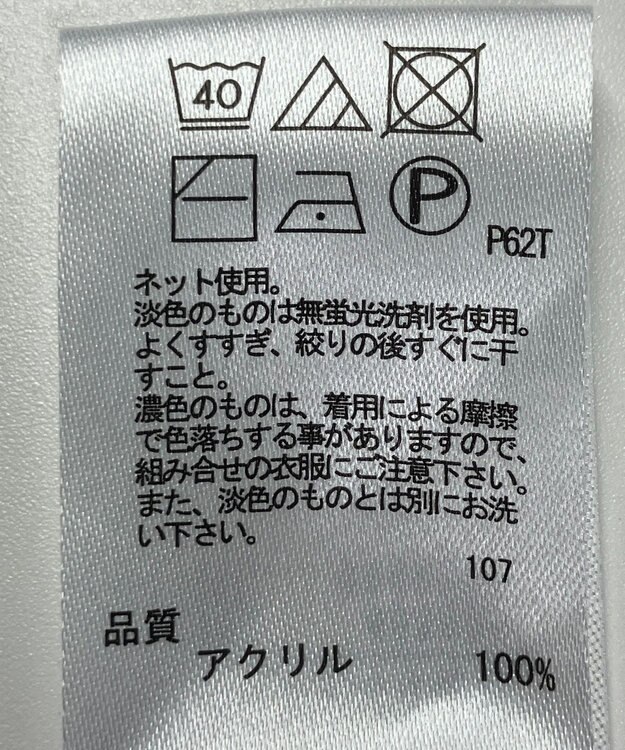 40
P
P62T
ネット使用。
淡色のものは無蛍光洗剤を使用。
よくすすぎ、絞りの後すぐに干
すこと。
濃色のものは、着用による摩擦
で色落ちする事がありますので、
組み合せの衣服にご注意下さい。
また、淡色のものとは別にお洗
い下さい。
107
品質
アクリル 100%